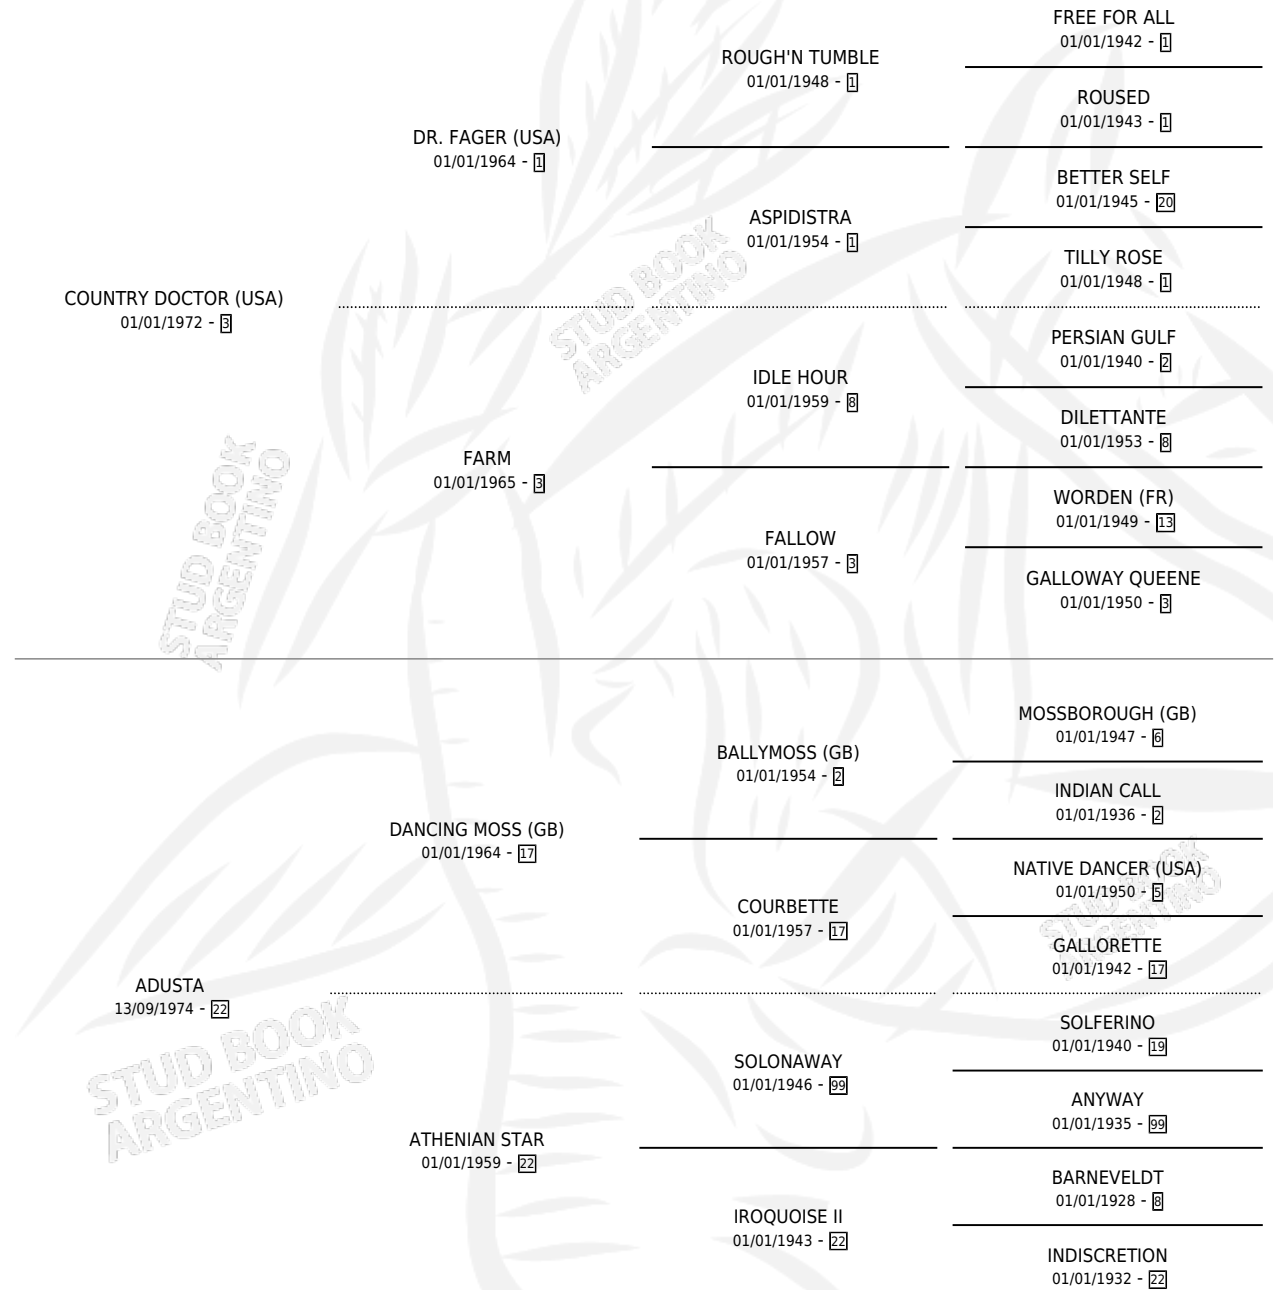 FREE FOR ALL
01/01/1942 - 1
ROUGH'N TUMBLE
01/01/1948 - 1
ROUSED
01/01/1943 - 1
DR. FAGER (USA)
01/01/1964 - 1
BETTER SELF
01/01/1945 - 20
ASPIDISTRA
01/01/1954 - 1
TILLY ROSE
01/01/1948 - 1
COUNTRY DOCTOR (USA)
01/01/1972 - 3
PERSIAN GULF
01/01/1940 - 2
IDLE HOUR
01/01/1959 - 8
DILETTANTE
01/01/1953 - 8
FARM
01/01/1965 - 3
WORDEN (FR)
01/01/1949 - 13
FALLOW
01/01/1957 - 3
GALLOWAY QUEENE
01/01/1950 - 3
MOSSBOROUGH (GB)
01/01/1947 - 6
BALLYMOSS (GB)
01/01/1954 - 2
INDIAN CALL
01/01/1936 - 2
DANCING MOSS (GB)
01/01/1964 - 17
NATIVE DANCER (USA)
01/01/1950 - 5
COURBETTE
01/01/1957 - 17
GALLORETTE
01/01/1942 - 17
ADUSTA
13/09/1974 - 22
SOLFERINO
01/01/1940 - 19
SOLONAWAY
01/01/1946 - 99
ANYWAY
01/01/1935 - 99
ATHENIAN STAR
01/01/1959 - 22
BARNEVELDT
01/01/1928 - 8
IROQUOISE II
01/01/1943 - 22
INDISCRETION
01/01/1932 - 22
STUD BOOK
ARGENTINO
STUD BOOK
ARGENTINO
STUD BOOK
ARGENTINO
STUD BOOK
ARGENTINO